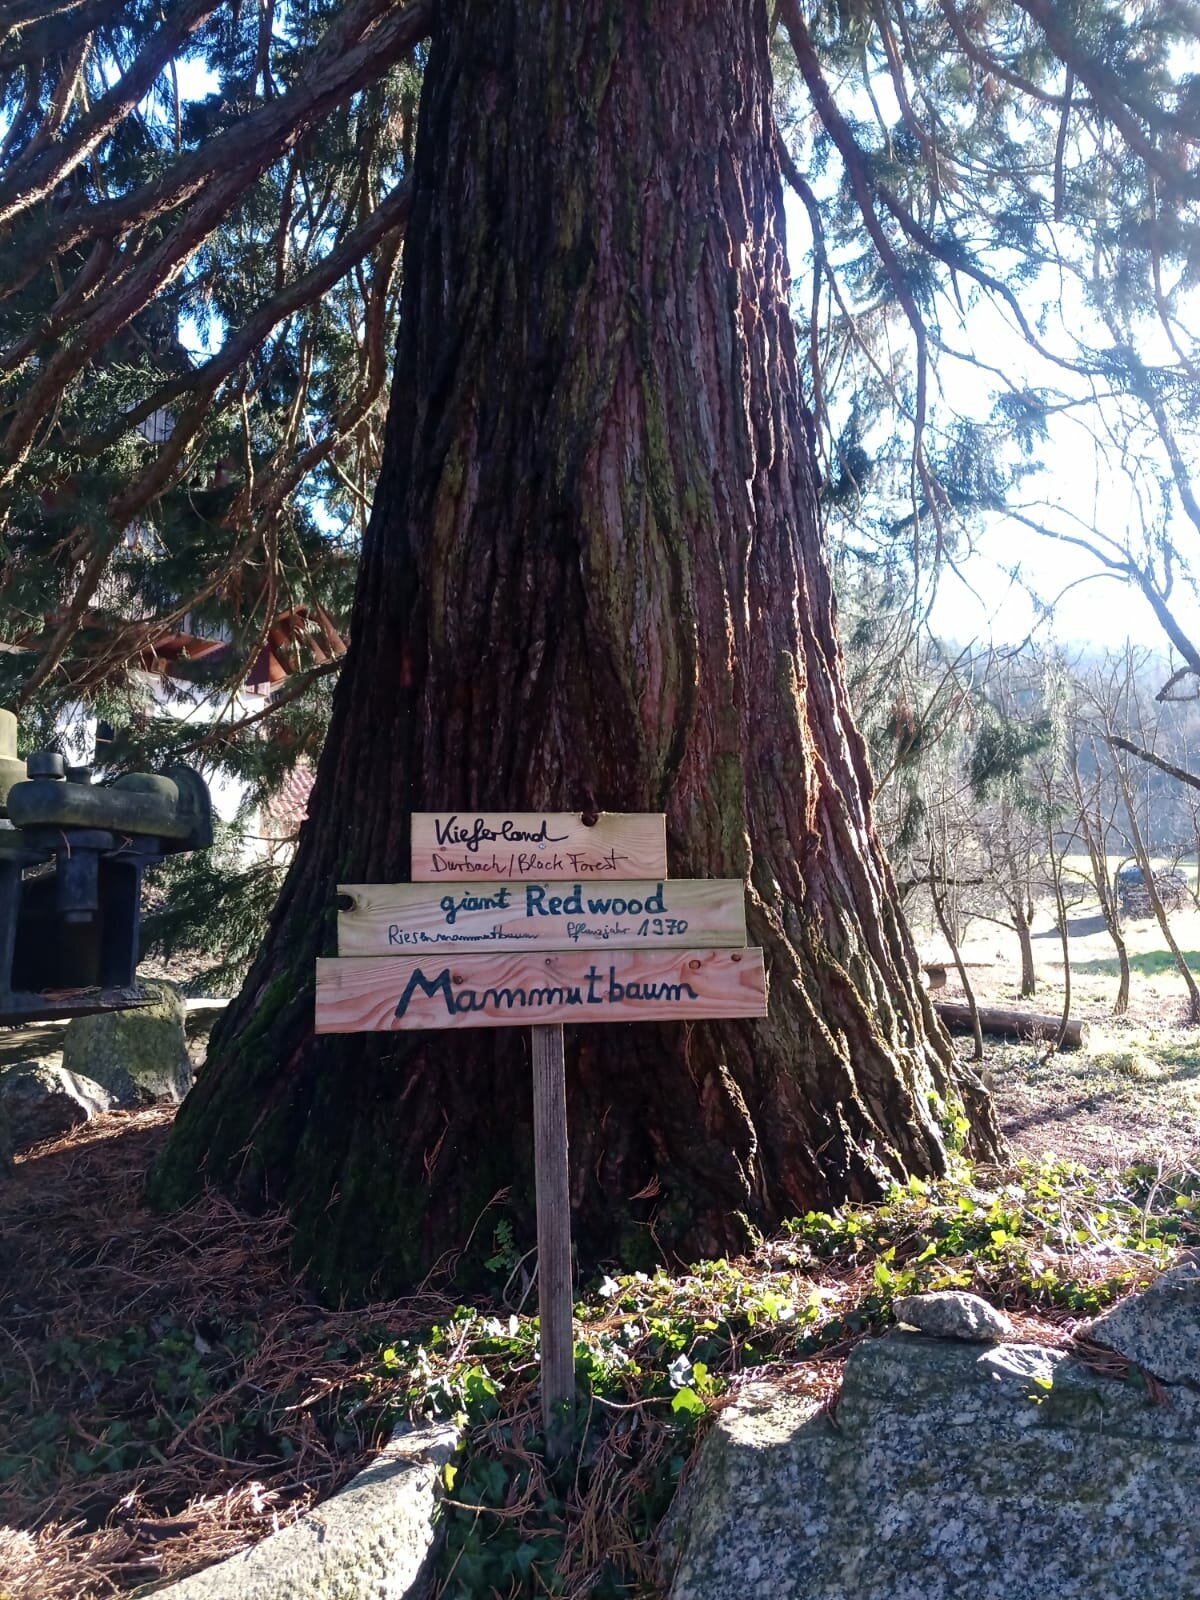 Kieferland
Durbach/Black Forest
giant Redwood
Riesenmammutbaum Pflanzjahr 1970
Mammutbaum